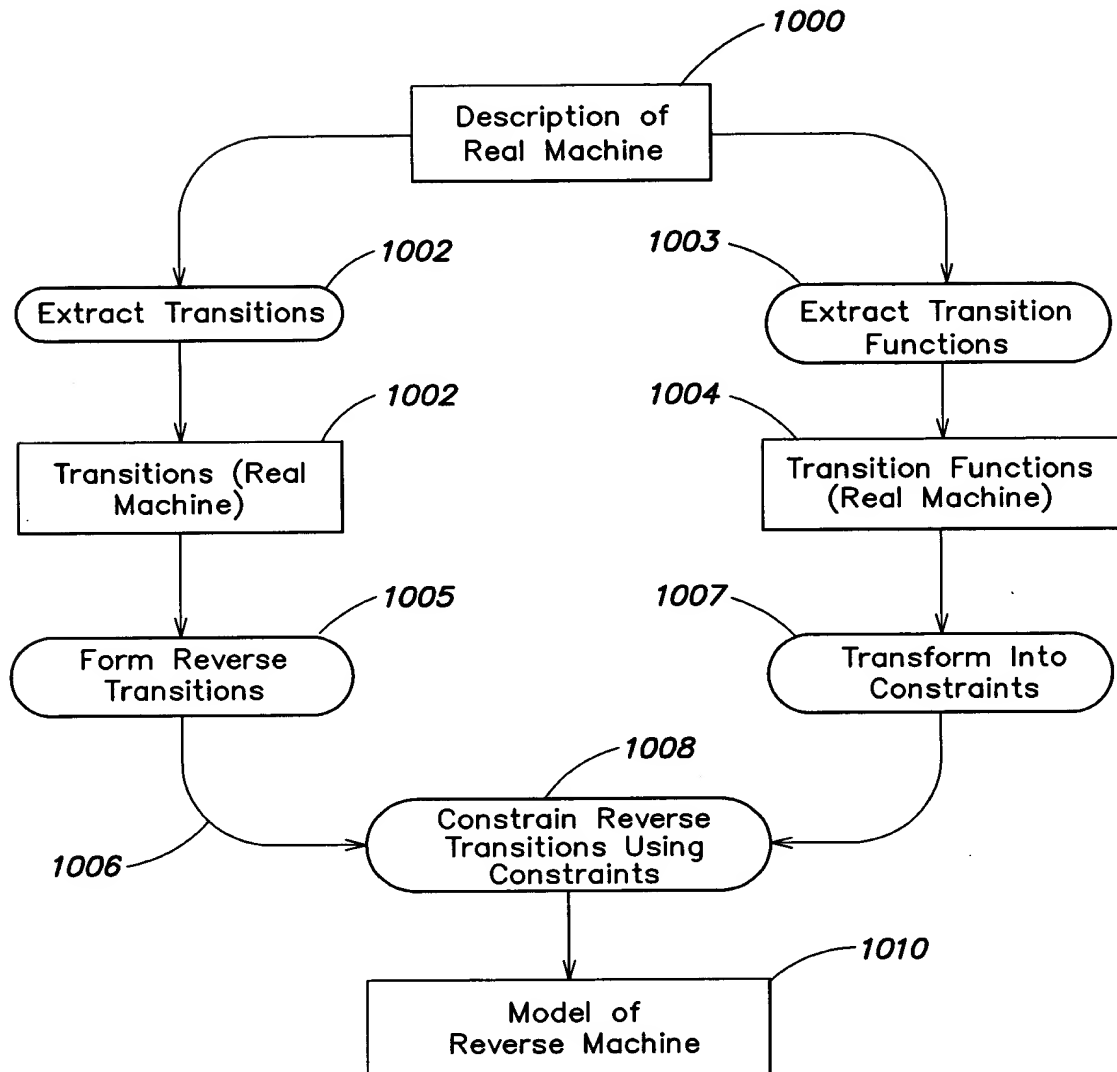 1000
Description of
Real Machine
1002
1003
Extract Transitions
Extract Transition
Functions
1002
1004
Transitions (Real
Machine)
Transition Functions
(Real Machine)
1005
1007
Form Reverse
Transitions
Transform Into
Constraints
1008
Constrain Reverse
Transitions Using
Constraints
1006
1010
Model of
Reverse Machine